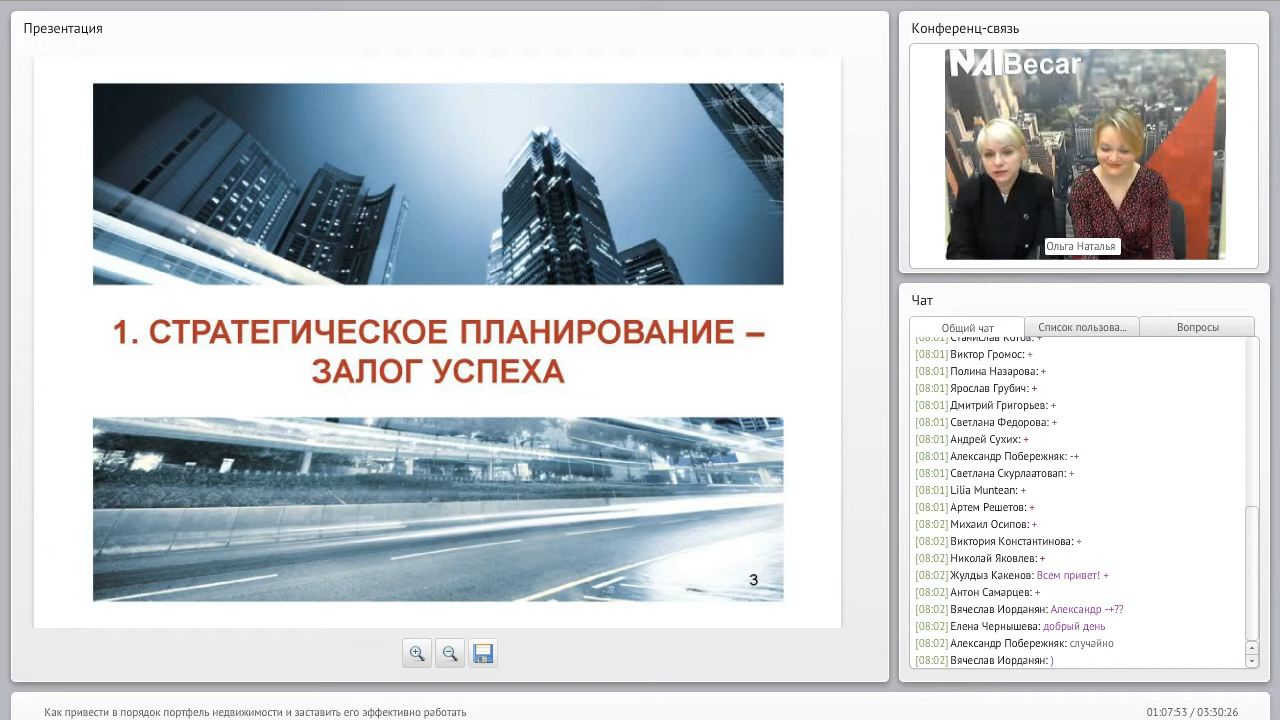 Презентация
1. СТРАТЕГИЧЕСКОЕ ПЛАНИРОВАНИЕ –
ЗАЛОГ УСПЕХА
3
Конференц-связь
NAI Becar
Ольга Наталья
Чат
Общий чат
Список пользова...
Вопросы
[08:01] Станислав Котов: +
[08:01] Виктор Громос: +
[08:01] Полина Назарова: +
[08:01] Ярослав Грубич: +
[08:01] Дмитрий Григорьев: +
[08:01] Светлана Федорова: +
[08:01] Андрей Сухих: +
[08:01] Александр Побережняк: -+
[08:01] Светлана Скурлаатовап: +
[08:01] Lilia Muntean: +
[08:01] Артем Решетов: +
[08:02] Михаил Осипов: +
[08:02] Виктория Константинова: +
[08:02] Николай Яковлев: +
[08:02] Жулдыз Какенов: Всем привет! +
[08:02] Антон Самарцев: +
[08:02] Вячеслав Иорданян: Александр -+??
[08:02] Елена Чернышева: добрый день
[08:02] Александр Побережняк: случайно
[08:02] Вячеслав Иорданян: )
Как привести в порядок портфель недвижимости и заставить его эффективно работать
01:07:53 / 03:30:26